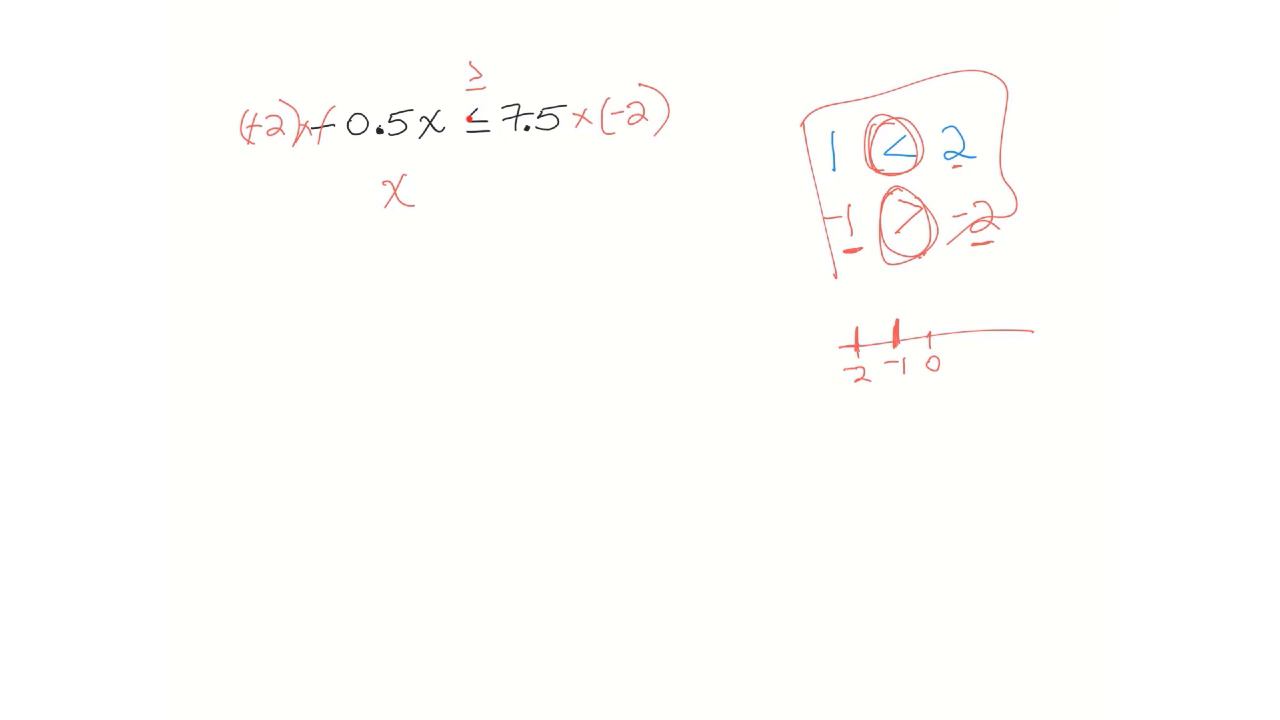 ≥
(-2)×(-0.5x ≤ 7.5×(-2)
x
1 < 2
-1 > -2
-2 -1 0